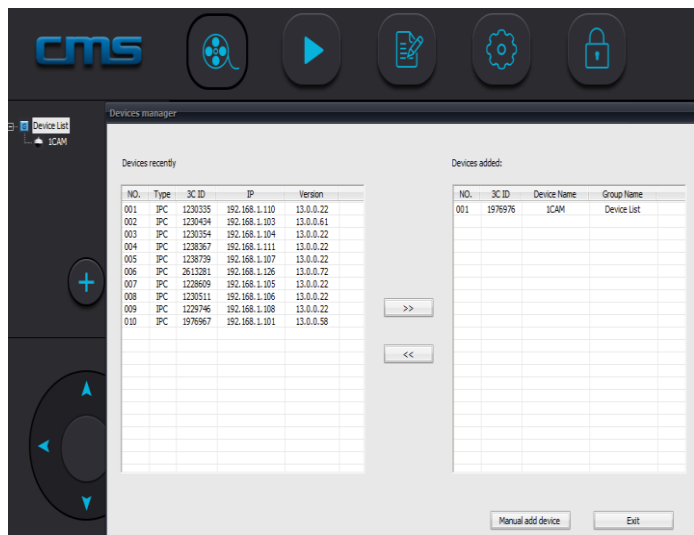 cms
Devices manager
Device List
1CAM
Devices recently
Devices added:
NO. Type 3C ID IP Version
001 IPC 1230335 192.168.1.110 13.0.0.22
002 IPC 1230434 192.168.1.103 13.0.0.61
003 IPC 1230354 192.168.1.104 13.0.0.22
004 IPC 1238367 192.168.1.111 13.0.0.22
005 IPC 1238739 192.168.1.107 13.0.0.22
006 IPC 2613281 192.168.1.126 13.0.0.72
007 IPC 1228609 192.168.1.105 13.0.0.22
008 IPC 1230511 192.168.1.106 13.0.0.22
009 IPC 1229746 192.168.1.108 13.0.0.22
010 IPC 1976967 192.168.1.101 13.0.0.58
>>
<<
NO. 3C ID Device Name Group Name
001 1976976 1CAM Device List
Manual add device
Exit